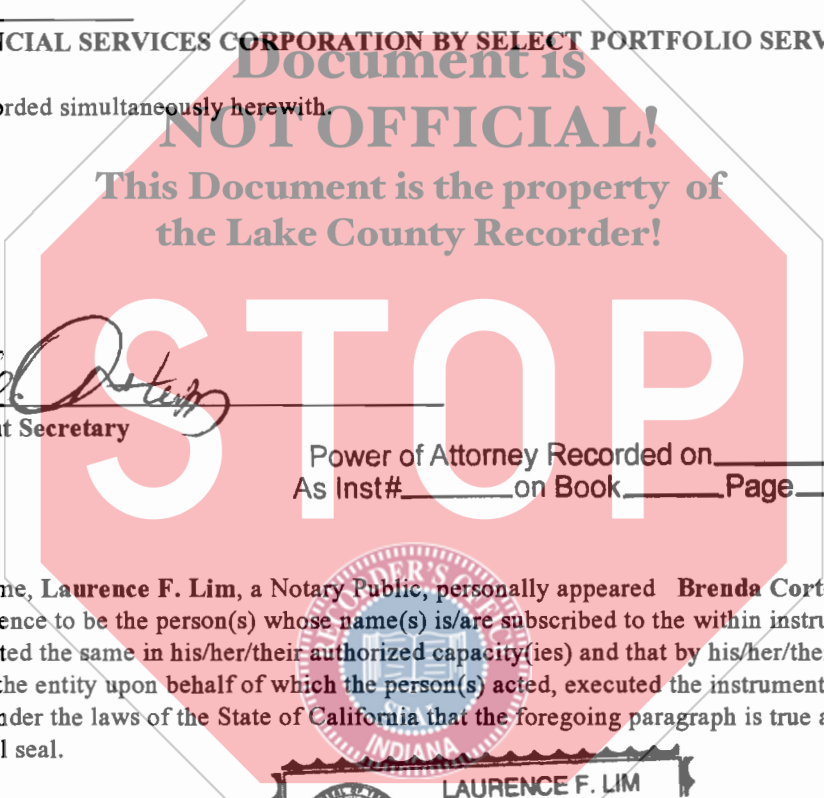 NCIAL SERVICES CORPORATION BY SELECT PORTFOLIO SERV
Document is
orded simultaneously herewith.
NOT OFFICIAL!
This Document is the property of
the Lake County Recorder!
STOP
t Secretary
Power of Attorney Recorded on
As Inst# on Book Page
me, Laurence F. Lim, a Notary Public, personally appeared Brenda Cort
ence to be the person(s) whose name(s) is/are subscribed to the within instru
ted the same in his/her/their authorized capacity(ies) and that by his/her/thei
the entity upon behalf of which the person(s) acted, executed the instrument
nder the laws of the State of California that the foregoing paragraph is true a
l seal.
SEAL
INDIANA
LAURENCE F. LIM